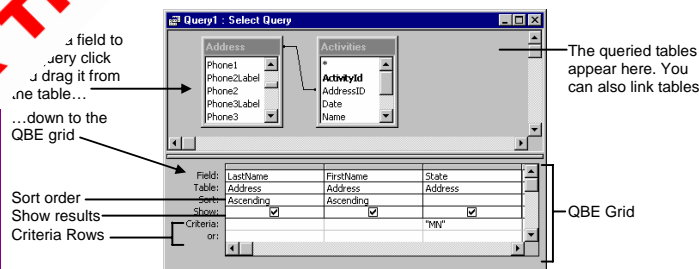 Query1 : Select Query
a field to
query click
drag it from
the table…
…down to the
QBE grid
Address
Phone1
Phone2Label
Phone2
Phone3Label
Phone3
Activities
*
ActivityId
AddressID
Date
Name
The queried tables
appear here. You
can also link tables
Field: LastName FirstName State
Table: Address Address Address
Sort: Ascending Ascending
Show:
Criteria: "MN"
or:
Sort order
Show results
Criteria Rows
QBE Grid